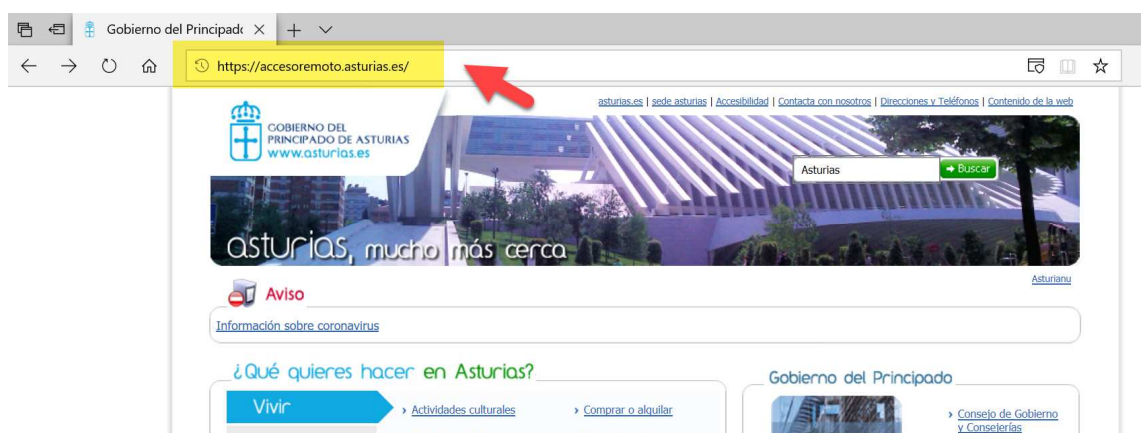 Gobierno del Principadc
https://accesoremoto.asturias.es/
asturias.es | sede asturias | Accesibilidad | Contacta con nosotros | Direcciones y Teléfonos | Contenido de la web
GOBIERNO DEL
PRINCIPADO DE ASTURIAS
www.asturias.es
Asturias
Buscar
asturias, mucho más cerca
Asturianu
Aviso
Información sobre coronavirus
¿Qué quieres hacer en Asturias?
Vivir
Actividades culturales
Comprar o alquilar
Gobierno del Principado
Consejo de Gobierno
y Consejerías